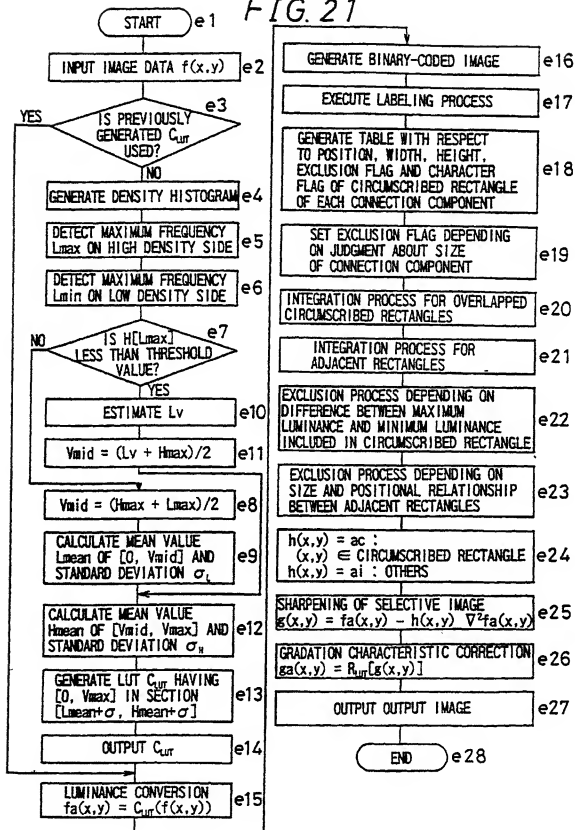 FIG. 21
START e1
INPUT IMAGE DATA f(x,y) e2
e3
IS PREVIOUSLY
GENERATED CLUT
USED?
YES
NO
GENERATE DENSITY HISTOGRAM e4
DETECT MAXIMUM FREQUENCY
Lmax ON HIGH DENSITY SIDE e5
DETECT MAXIMUM FREQUENCY
Lmin ON LOW DENSITY SIDE e6
e7
IS H[Lmax]
LESS THAN THRESHOLD
VALUE?
NO
YES
ESTIMATE Lv e10
Vmid = (Lv + Hmax)/2 e11
Vmid = (Hmax + Lmax)/2 e8
CALCULATE MEAN VALUE
Lmean OF [0, Vmid] AND
STANDARD DEVIATION σL e9
CALCULATE MEAN VALUE
Hmean OF [Vmid, Vmax] AND
STANDARD DEVIATION σH e12
GENERATE LUT CLUT HAVING
[0, Vmax] IN SECTION
[Lmean+σ, Hmean+σ] e13
OUTPUT CLUT e14
LUMINANCE CONVERSION
fa(x,y) = CLUT(f(x,y)) e15
GENERATE BINARY-CODED IMAGE e16
EXECUTE LABELING PROCESS e17
GENERATE TABLE WITH RESPECT
TO POSITION, WIDTH, HEIGHT,
EXCLUSION FLAG AND CHARACTER
FLAG OF CIRCUMSCRIBED RECTANGLE
OF EACH CONNECTION COMPONENT e18
SET EXCLUSION FLAG DEPENDING
ON JUDGMENT ABOUT SIZE
OF CONNECTION COMPONENT e19
INTEGRATION PROCESS FOR OVERLAPPED
CIRCUMSCRIBED RECTANGLES e20
INTEGRATION PROCESS FOR
ADJACENT RECTANGLES e21
EXCLUSION PROCESS DEPENDING ON
DIFFERENCE BETWEEN MAXIMUM
LUMINANCE AND MINIMUM LUMINANCE
INCLUDED IN CIRCUMSCRIBED RECTANGLE e22
EXCLUSION PROCESS DEPENDING ON
SIZE AND POSITIONAL RELATIONSHIP
BETWEEN ADJACENT RECTANGLES e23
h(x,y) = ac :
(x,y) ∈ CIRCUMSCRIBED RECTANGLE
h(x,y) = ai : OTHERS e24
SHARPENING OF SELECTIVE IMAGE
g(x,y) = fa(x,y) - h(x,y) ∇²fa(x,y) e25
GRADATION CHARACTERISTIC CORRECTION
ga(x,y) = RLUT[g(x,y)] e26
OUTPUT OUTPUT IMAGE e27
END e28